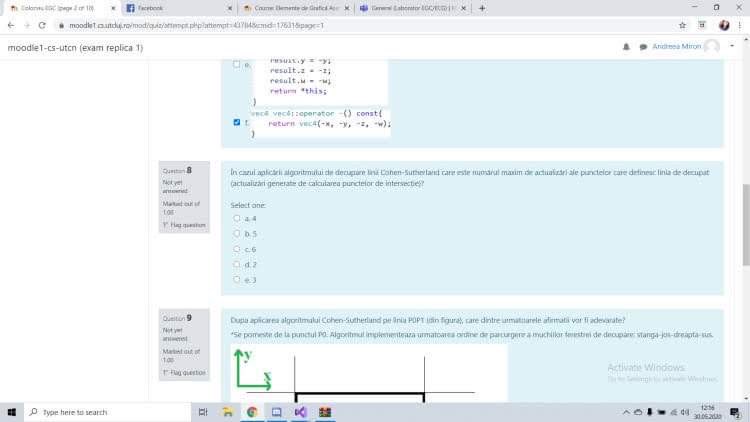 Colocviu EGC (page 2 of 10)
Facebook
Course: Elemente de Grafică Asis
General (Laborator EGC/ECG) | M
moodle1.cs.utcluj.ro/mod/quiz/attempt.php?attempt=43784&cmid=17631&page=1
moodle1-cs-utcn (exam replica 1)
Andreea Miron
result.y = -y;
e.
result.z = -z;
result.w = -w;
return *this;
}
vec4 vec4::operator -() const{
f.
return vec4(-x, -y, -z, -w);
}
Question 8
Not yet
answered
Marked out of
1.00
Flag question
În cazul aplicării algoritmului de decupare linii Cohen-Sutherland care este numărul maxim de actualizări ale punctelor care definesc linia de decupat
(actualizări generate de calcularea punctelor de intersecție)?
Select one:
a. 4
b. 5
c. 6
d. 2
e. 3
Question 9
Not yet
answered
Marked out of
1.00
Flag question
Dupa aplicarea algoritmului Cohen-Sutherland pe linia P0P1 (din figura), care dintre urmatoarele afirmatii vor fi adevarate?
*Se porneste de la punctul P0. Algoritmul implementeaza urmatoarea ordine de parcurgere a muchiilor ferestrei de decupare: stanga-jos-dreapta-sus.
y
x
Activate Windows
Go to Settings to activate Windows.
Type here to search
12:16
30.05.2020